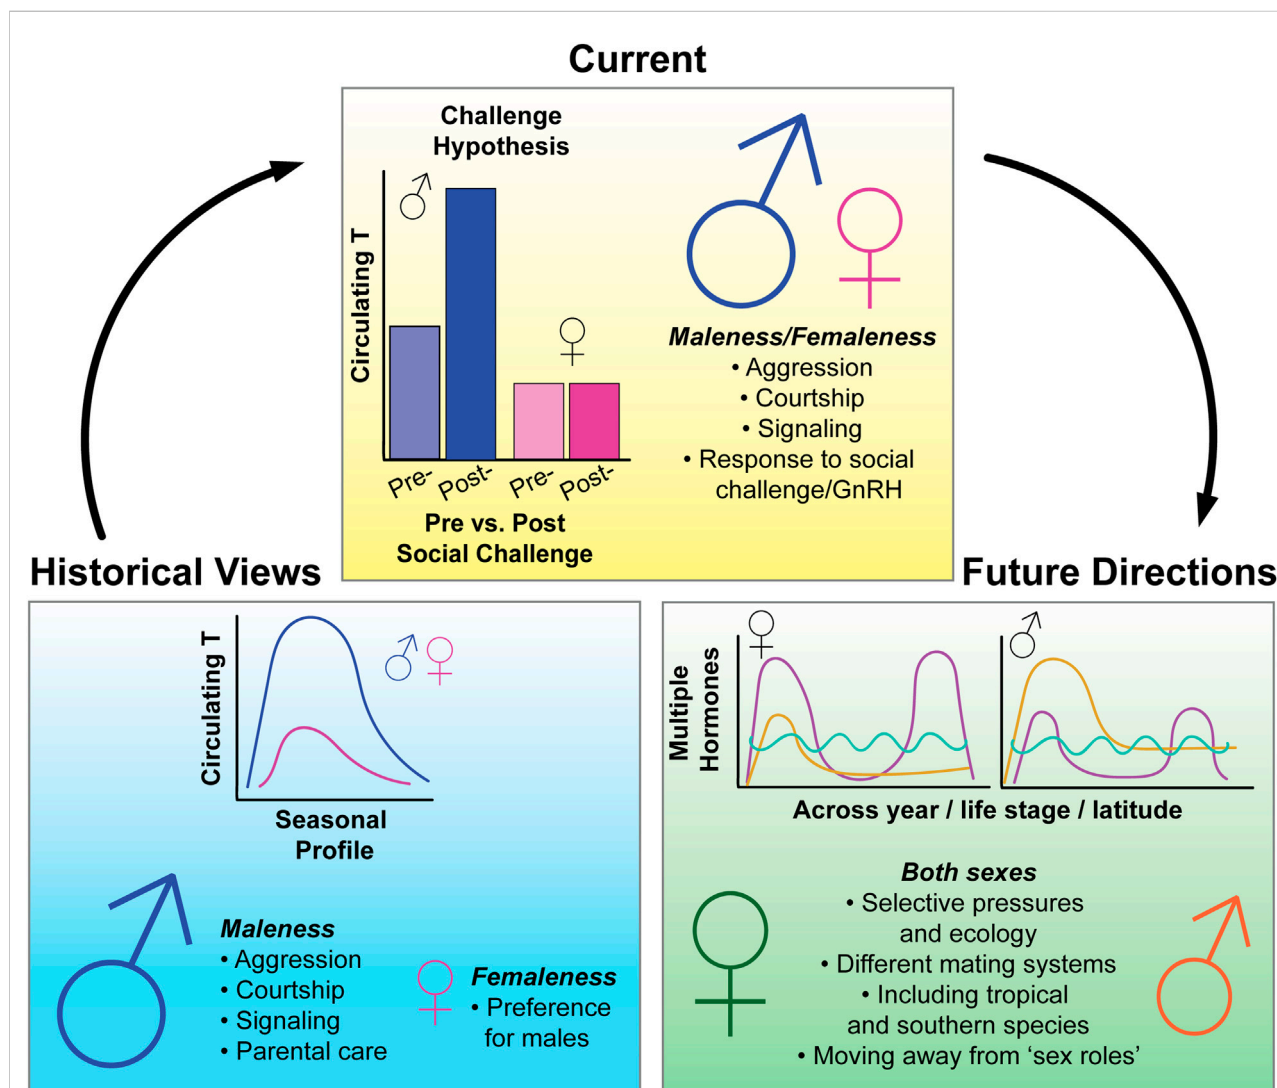 Current
Challenge
Hypothesis
Circulating T
Pre-
Post-
Pre-
Post-
Pre vs. Post
Social Challenge
Maleness/Femaleness
• Aggression
• Courtship
• Signaling
• Response to social
challenge/GnRH
Historical Views
Circulating T
Seasonal
Profile
Maleness
• Aggression
• Courtship
• Signaling
• Parental care
Femaleness
• Preference
for males
Future Directions
Multiple
Hormones
Across year / life stage / latitude
Both sexes
• Selective pressures
and ecology
• Different mating systems
• Including tropical
and southern species
• Moving away from ‘sex roles’